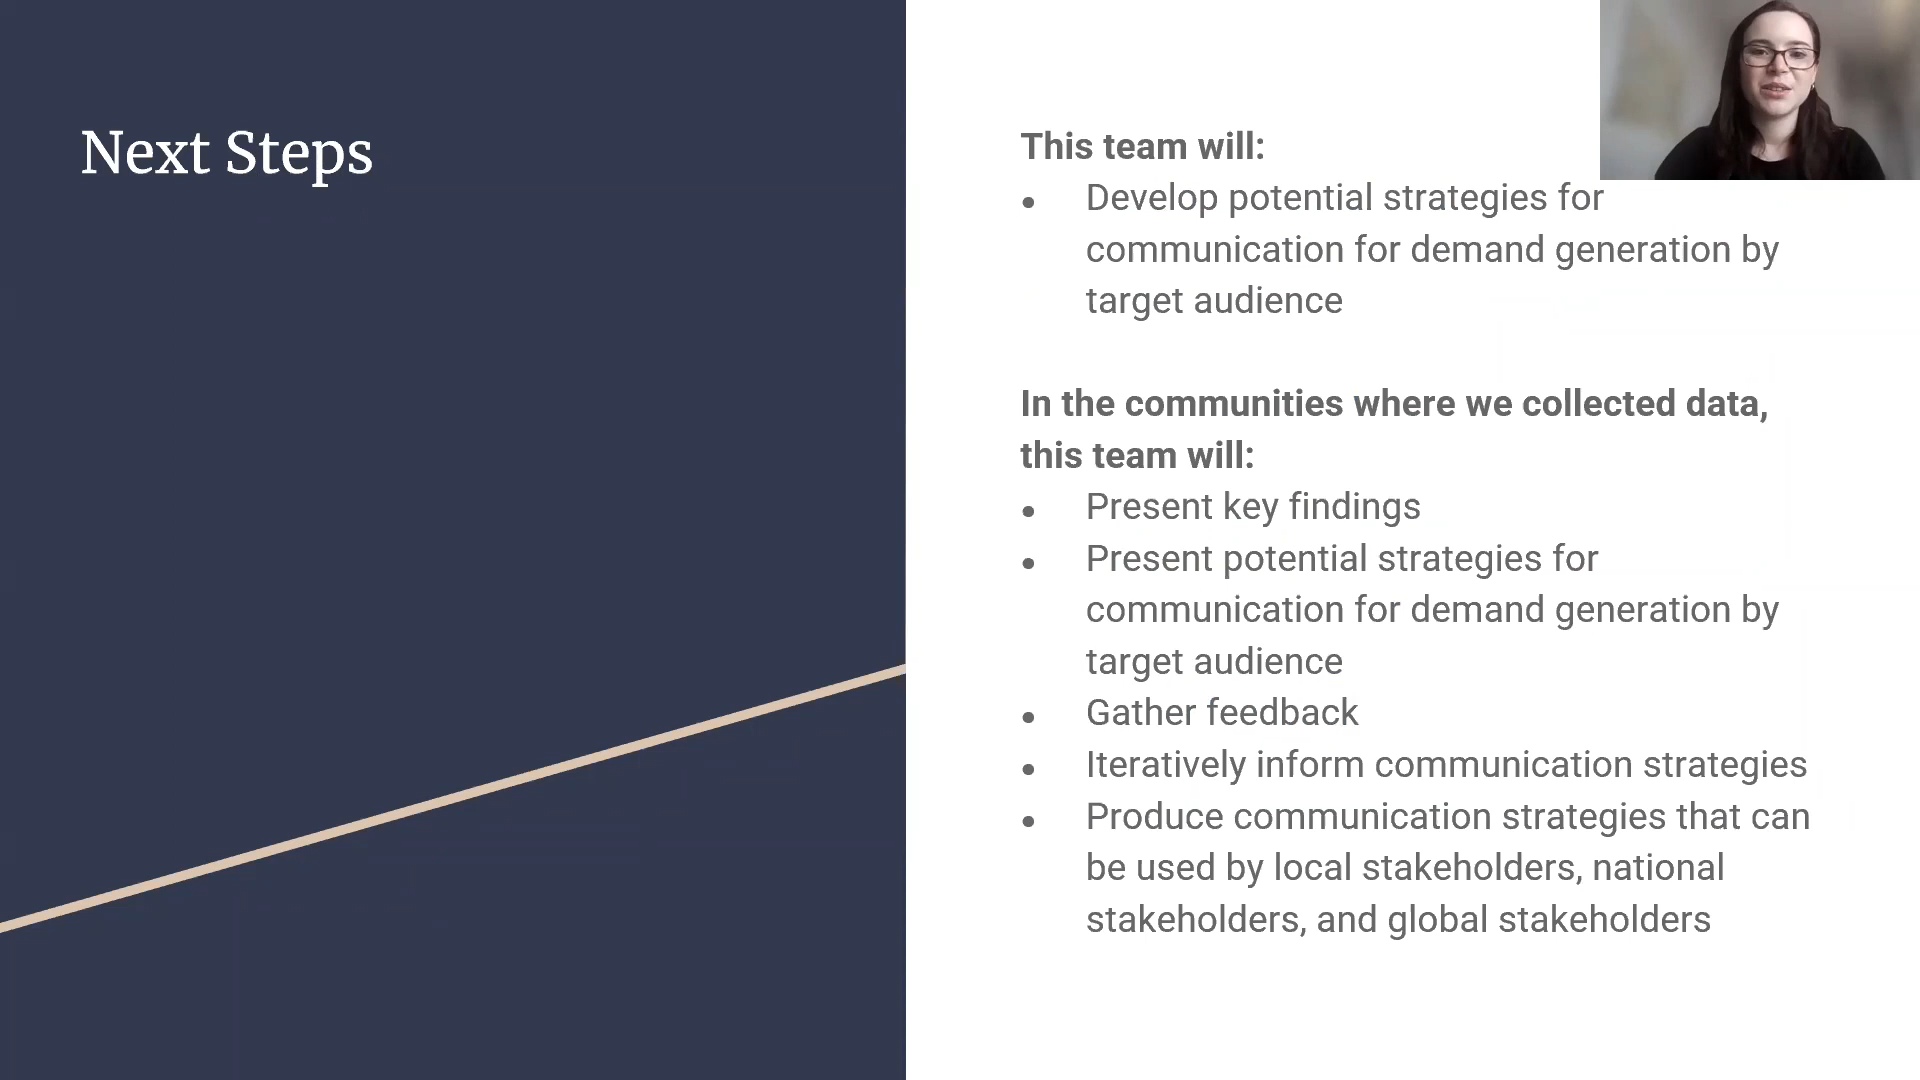 Next Steps
This team will:
• Develop potential strategies for
communication for demand generation by
target audience
In the communities where we collected data,
this team will:
• Present key findings
• Present potential strategies for
communication for demand generation by
target audience
• Gather feedback
• Iteratively inform communication strategies
• Produce communication strategies that can
be used by local stakeholders, national
stakeholders, and global stakeholders